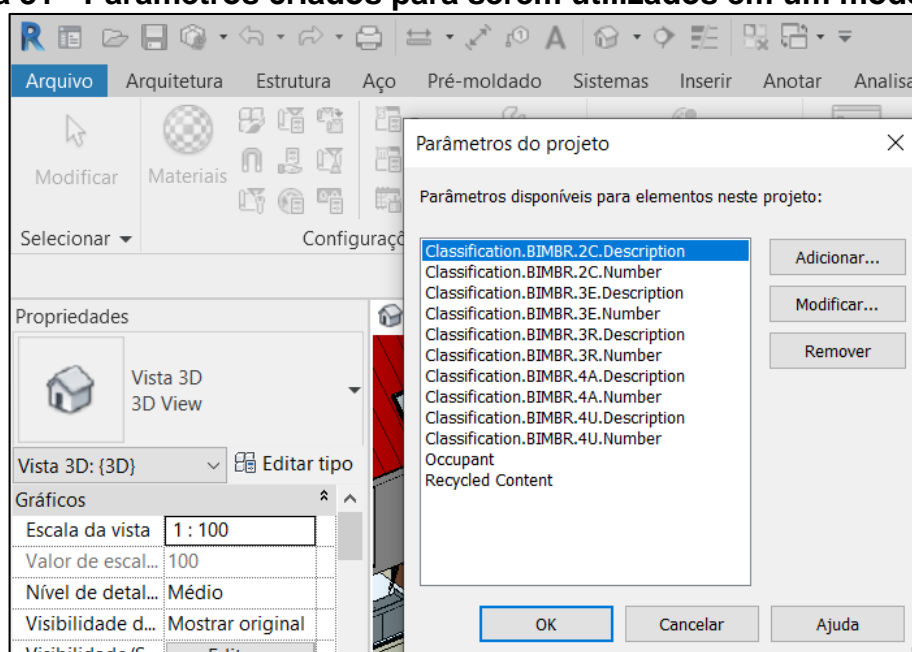 Parâmetros criados para serem utilizados em um
R
A
Arquivo Arquitetura Estrutura Aço Pré-moldado Sistemas Inserir Anotar Analisa
Modificar
Materiais
Selecionar
Propriedades
Vista 3D
3D View
Vista 3D: {3D}
Editar tipo
Gráficos
Escala da vista 1 : 100
Valor de escal... 100
Nível de detal... Médio
Visibilidade d... Mostrar original
Parâmetros do projeto
Parâmetros disponíveis para elementos neste projeto:
Classification.BIMBR.2C.Description
Classification.BIMBR.2C.Number
Classification.BIMBR.3E.Description
Classification.BIMBR.3E.Number
Classification.BIMBR.3R.Description
Classification.BIMBR.3R.Number
Classification.BIMBR.4A.Description
Classification.BIMBR.4A.Number
Classification.BIMBR.4U.Description
Classification.BIMBR.4U.Number
Occupant
Recycled Content
Adicionar...
Modificar...
Remover
OK Cancelar Ajuda